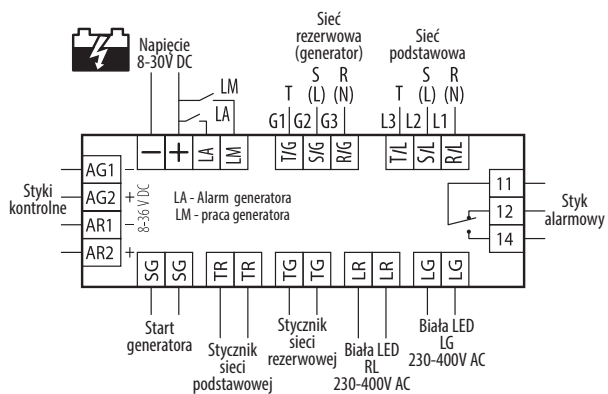 Napięcie
8-30V DC
LM
LA
Sieć
rezerwowa
(generator)
T
S
(L)
R
(N)
G1
G2
G3
Sieć
podstawowa
T
S
(L)
R
(N)
L3
L2
L1
− + LA LM
T/G S/G R/G
T/L S/L R/L
Styki
kontrolne
AG1 −
AG2 +
AR1 −
AR2 +
8-36 V DC
LA - Alarm generatora
LM - praca generatora
11
12
14
Styk
alarmowy
SG SG TR TR TG TG LR LR LG LG
Start
generatora
Stycznik
sieci
podstawowej
Stycznik
sieci
rezerwowej
Biała LED
RL
230-400V AC
Biała LED
LG
230-400V AC